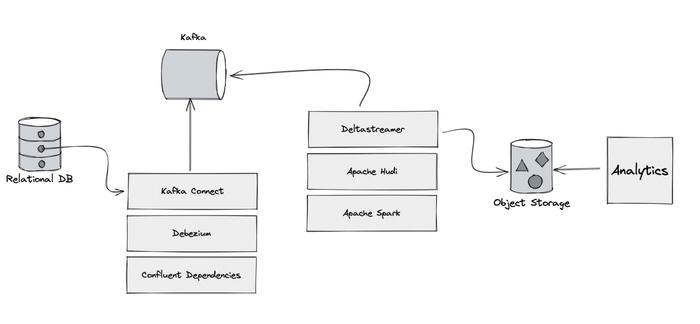 Kafka
Relational DB
Kafka Connect
Debezium
Confluent Dependencies
Deltastreamer
Apache Hudi
Apache Spark
Object Storage
Analytics